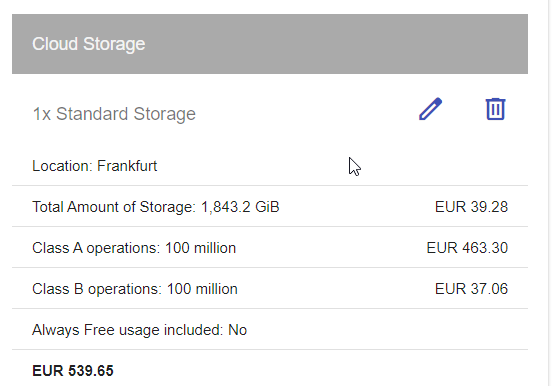 Cloud Storage
1x Standard Storage
Location: Frankfurt
Total Amount of Storage: 1,843.2 GiB EUR 39.28
Class A operations: 100 million EUR 463.30
Class B operations: 100 million EUR 37.06
Always Free usage included: No
EUR 539.65